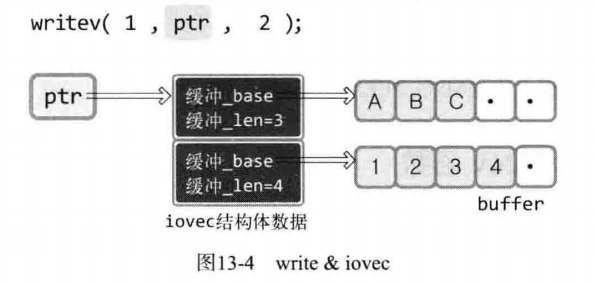 writev( 1 , ptr , 2 );
ptr
缓冲_base
缓冲_len=3
A B C • •
缓冲_base
缓冲_len=4
1 2 3 4 •
buffer
iovec结构体数据
图13-4 write & iovec